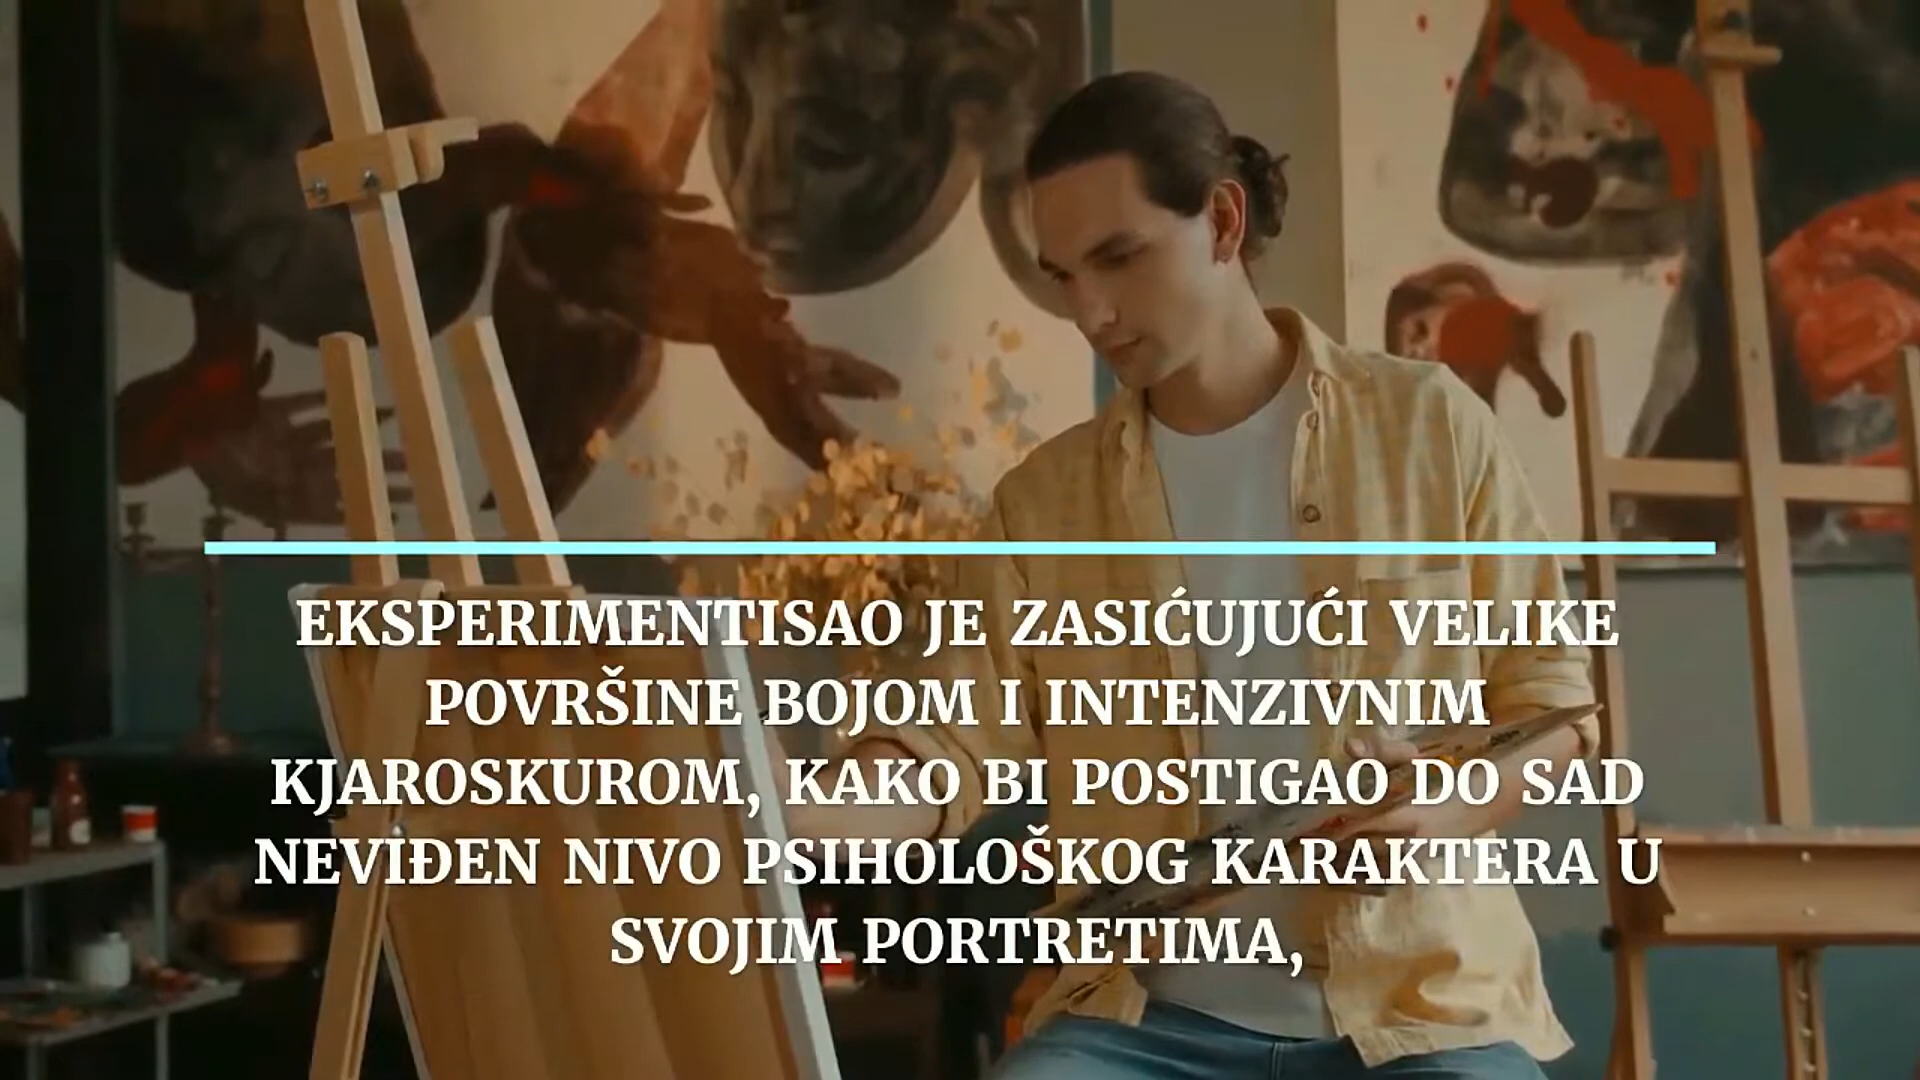 EKSPERIMENTISAO JE ZASIĆUJUĆI VELIKE
POVRŠINE BOJOM I INTENZIVNIM
KJAROSKUROM, KAKO BI POSTIGAO DO SAD
NEVIĐEN NIVO PSIHOLOŠKOG KARAKTERA U
SVOJIM PORTRETIMA,